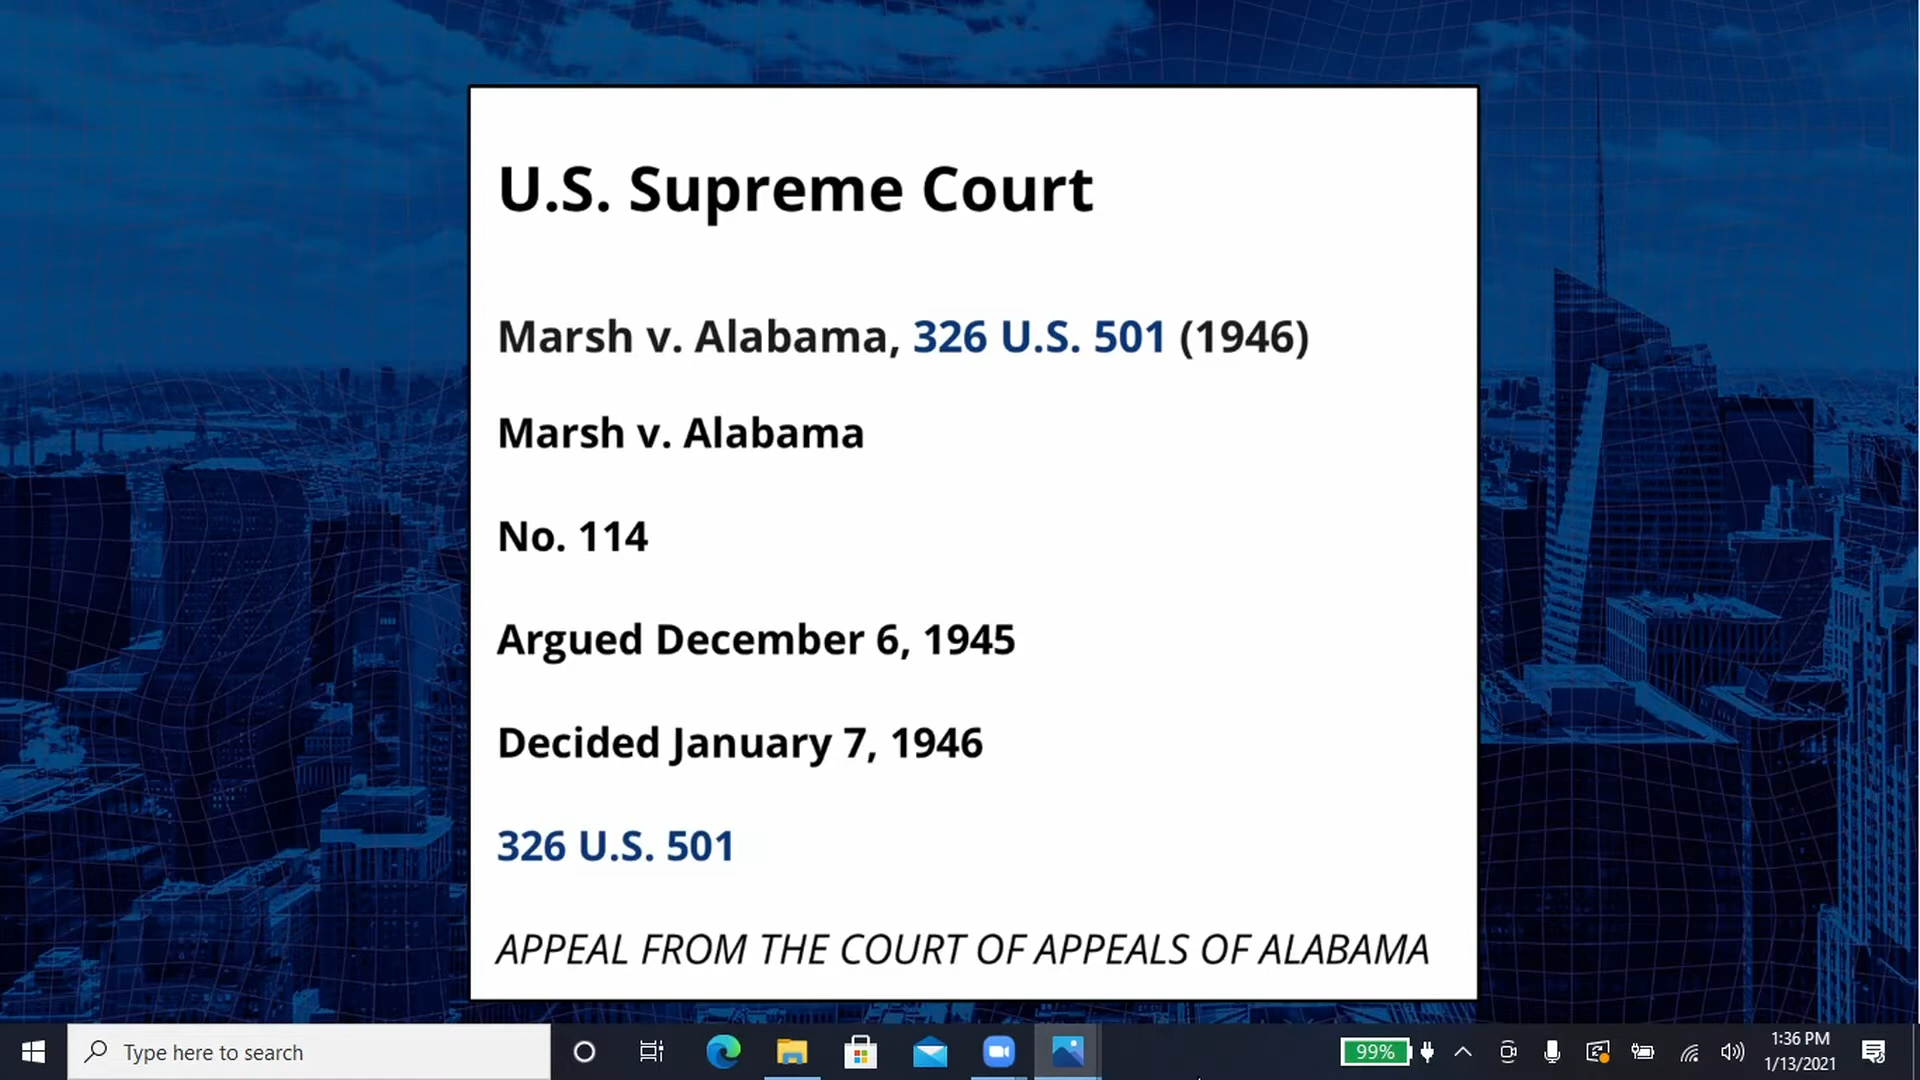 U.S. Supreme Court
Marsh v. Alabama, 326 U.S. 501 (1946)
Marsh v. Alabama
No. 114
Argued December 6, 1945
Decided January 7, 1946
326 U.S. 501
APPEAL FROM THE COURT OF APPEALS OF ALABAMA
Type here to search
99%
1:36 PM
1/13/2021